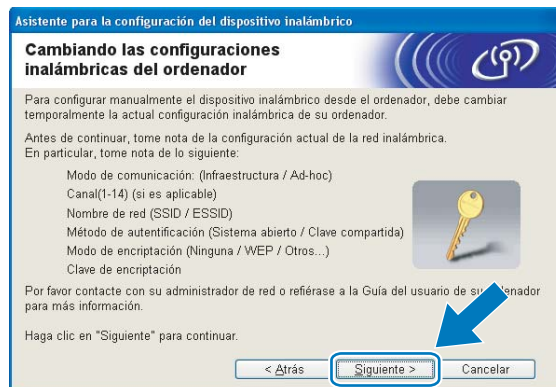 Asistente para la configuración del dispositivo inalámbrico
Cambiando las configuraciones
inalámbricas del ordenador
Para configurar manualmente el dispositivo inalámbrico desde el ordenador, debe cambiar
temporalmente la actual configuración inalámbrica de su ordenador.
Antes de continuar, tome nota de la configuración actual de la red inalámbrica.
En particular, tome nota de lo siguiente:
Modo de comunicación: (Infraestructura / Ad-hoc)
Canal(1-14) (si es aplicable)
Nombre de red (SSID / ESSID)
Método de autentificación (Sistema abierto / Clave compartida)
Modo de encriptación (Ninguna / WEP / Otros...)
Clave de encriptación
Por favor contacte con su administrador de red o refiérase a la Guía del usuario de su
para más información.
Haga clic en "Siguiente" para continuar.
< Atrás
Siguiente >
Cancelar